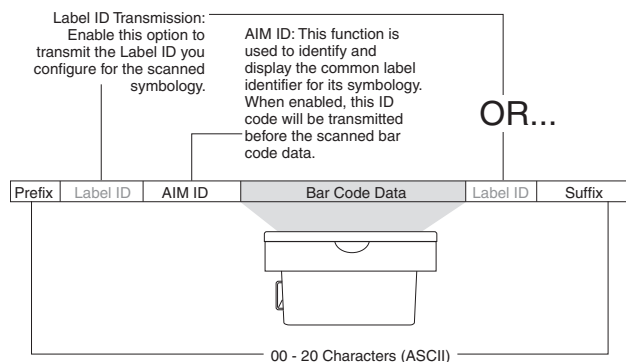 Label ID Transmission:
Enable this option to
transmit the Label ID you
configure for the scanned
symbology.
AIM ID: This function is
used to identify and
display the common label
identifier for its symbology.
When enabled, this ID
code will be transmitted
before the scanned bar
code data.
OR...
Prefix Label ID AIM ID Bar Code Data Label ID Suffix
00 - 20 Characters (ASCII)